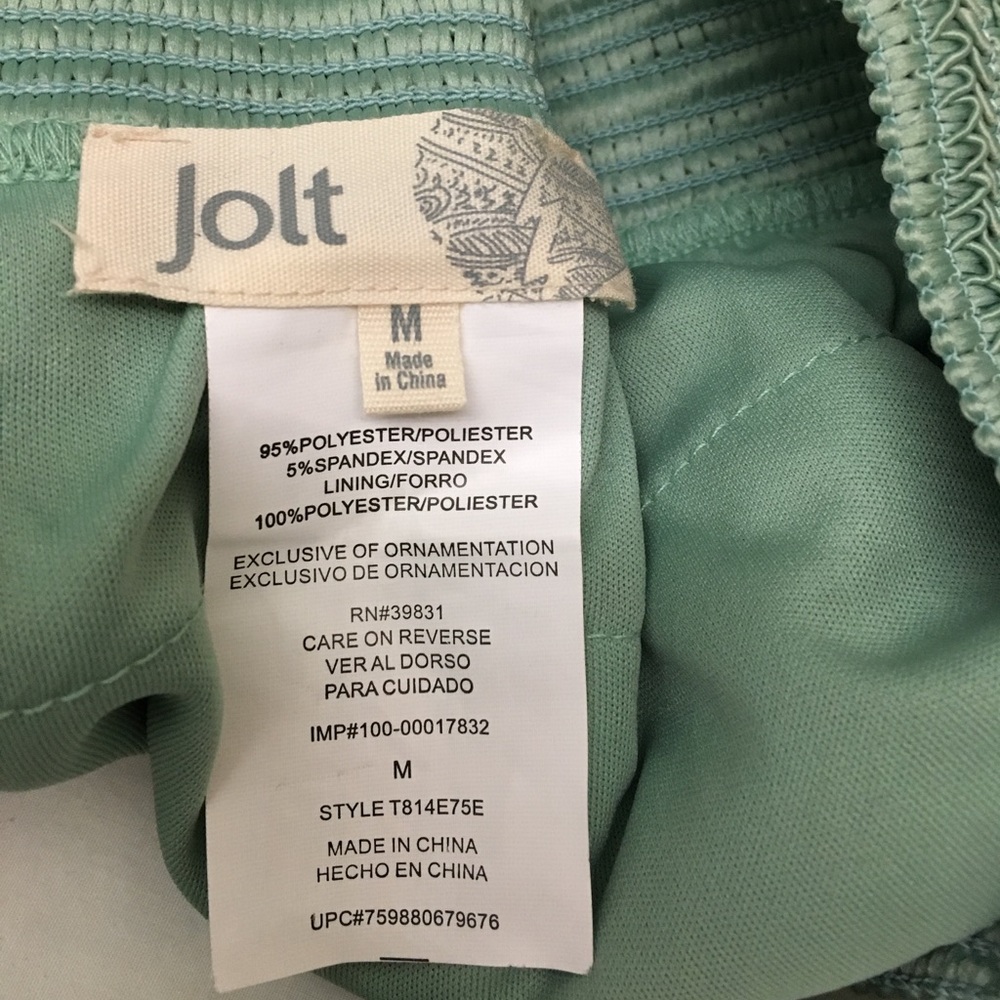 Jolt
M
Made
in China
95%POLYESTER/POLIESTER
5%SPANDEX/SPANDEX
LINING/FORRO
100%POLYESTER/POLIESTER
EXCLUSIVE OF ORNAMENTATION
EXCLUSIVO DE ORNAMENTACION
RN#39831
CARE ON REVERSE
VER AL DORSO
PARA CUIDADO
IMP#100-00017832
M
STYLE T814E75E
MADE IN CHINA
HECHO EN CHINA
UPC#759880679676